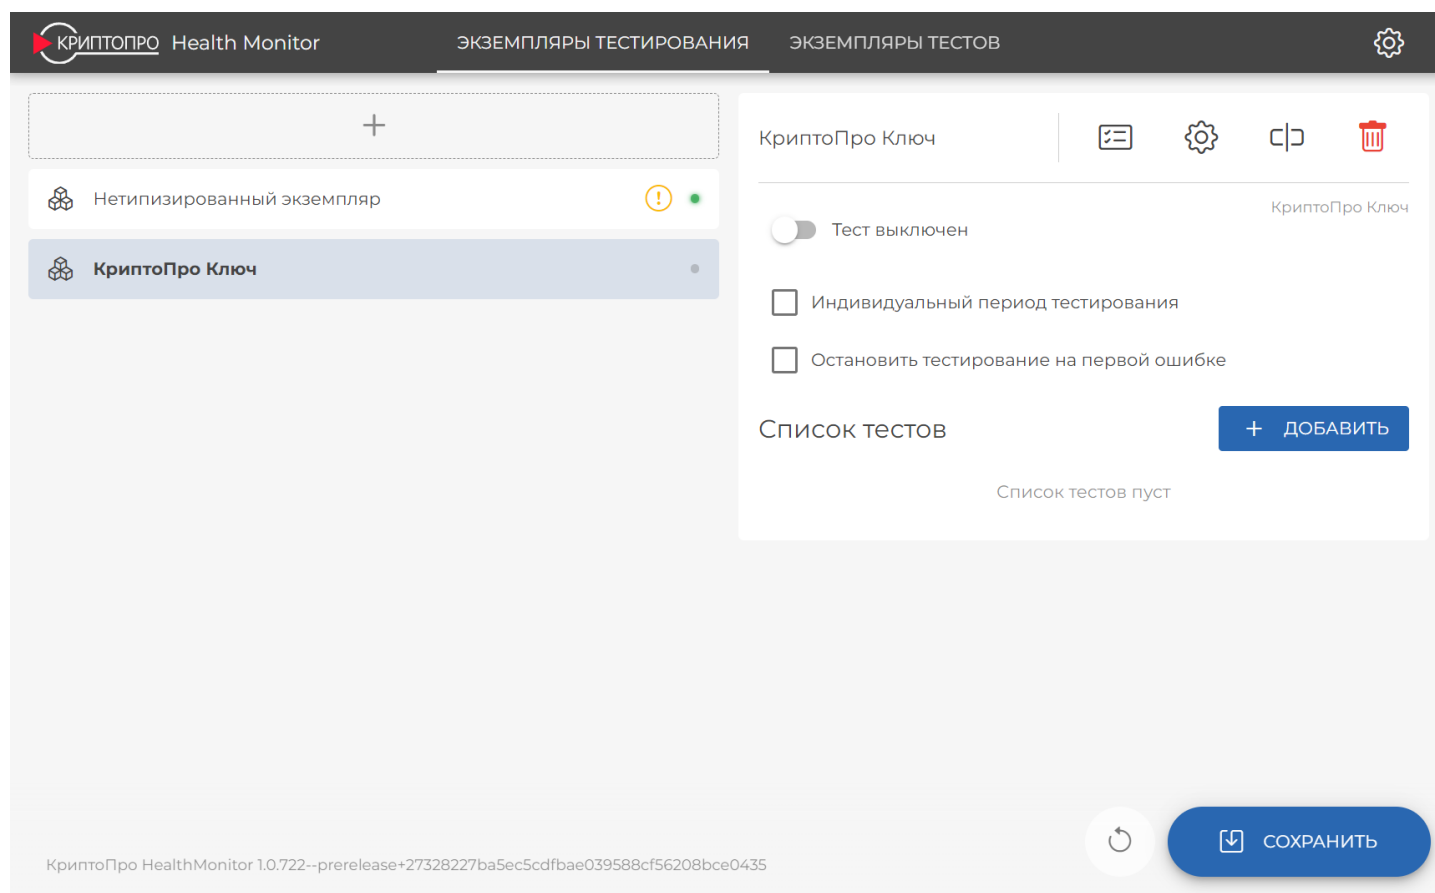 КРИПТОПРО Health Monitor
ЭКЗЕМПЛЯРЫ ТЕСТИРОВАНИЯ
ЭКЗЕМПЛЯРЫ ТЕСТОВ
Нетипизированный экземпляр
КриптоПро Ключ
КриптоПро Ключ
КриптоПро Ключ
Тест выключен
Индивидуальный период тестирования
Остановить тестирование на первой ошибке
Список тестов
+ ДОБАВИТЬ
Список тестов пуст
СОХРАНИТЬ
КриптоПро HealthMonitor 1.0.722--prerelease+27328227ba5ec5cdfbae039588cf56208bce0435